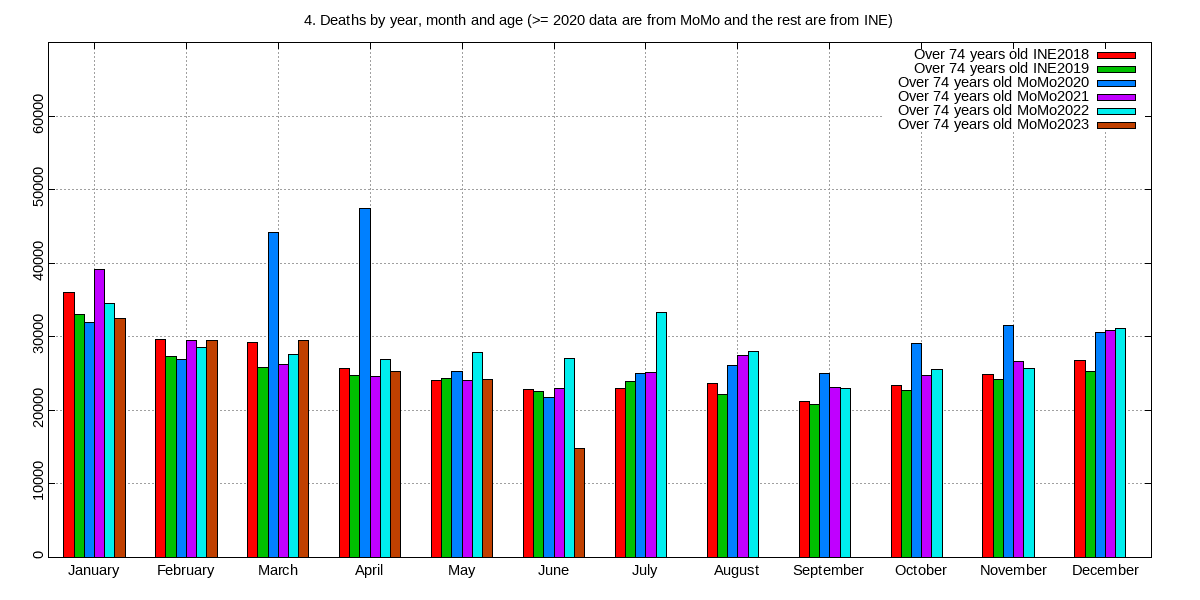 4. Deaths by year, month and age (>= 2020 data are from MoMo and the rest are from INE)
Over 74 years old INE2018
Over 74 years old INE2019
Over 74 years old MoMo2020
Over 74 years old MoMo2021
Over 74 years old MoMo2022
Over 74 years old MoMo2023
60000
50000
40000
30000
20000
10000
0
January February March April May June July August September October November December